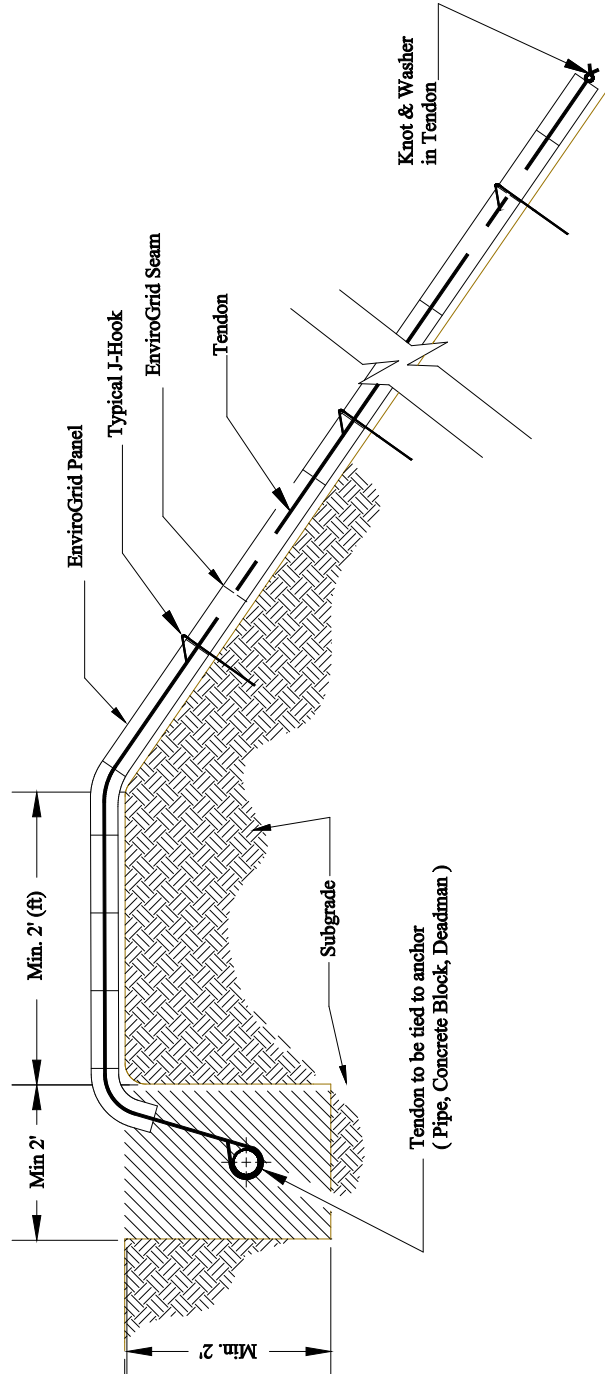 EnviroGrid Panel
Typical J-Hook
EnviroGrid Seam
Tendon
Knot & Washer
in Tendon
Min 2'
Min. 2' (ft)
Min. 2'
Subgrade
Tendon to be tied to anchor
( Pipe, Concrete Block, Deadman )